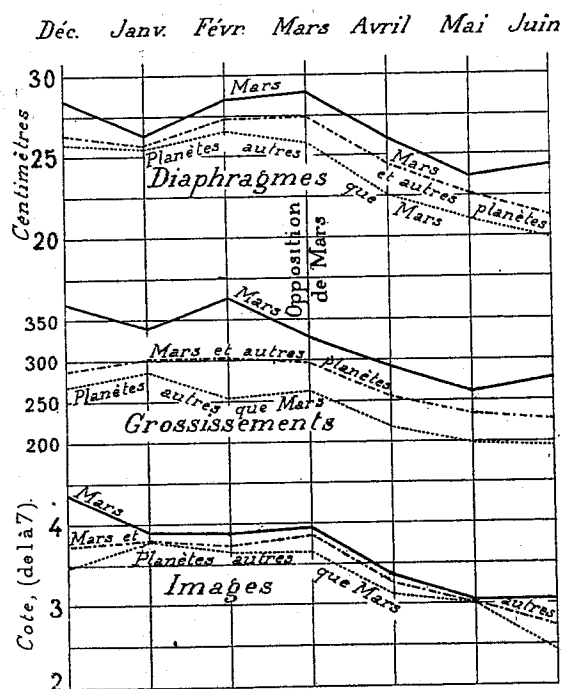 Déc. Janv. Févr. Mars Avril Mai Juin
30
Mars
Centimètres
25
Planètes autres que Mars
Mars et autres planètes
Diaphragmes
20
Opposition
de Mars
350
Mars
300
Mars et autres planètes
250
Planètes autres que Mars
Grossissements
200
Mars
4
Cote, (de 1 à 7).
Mars et autres
Planètes autres que Mars
Images
3
2